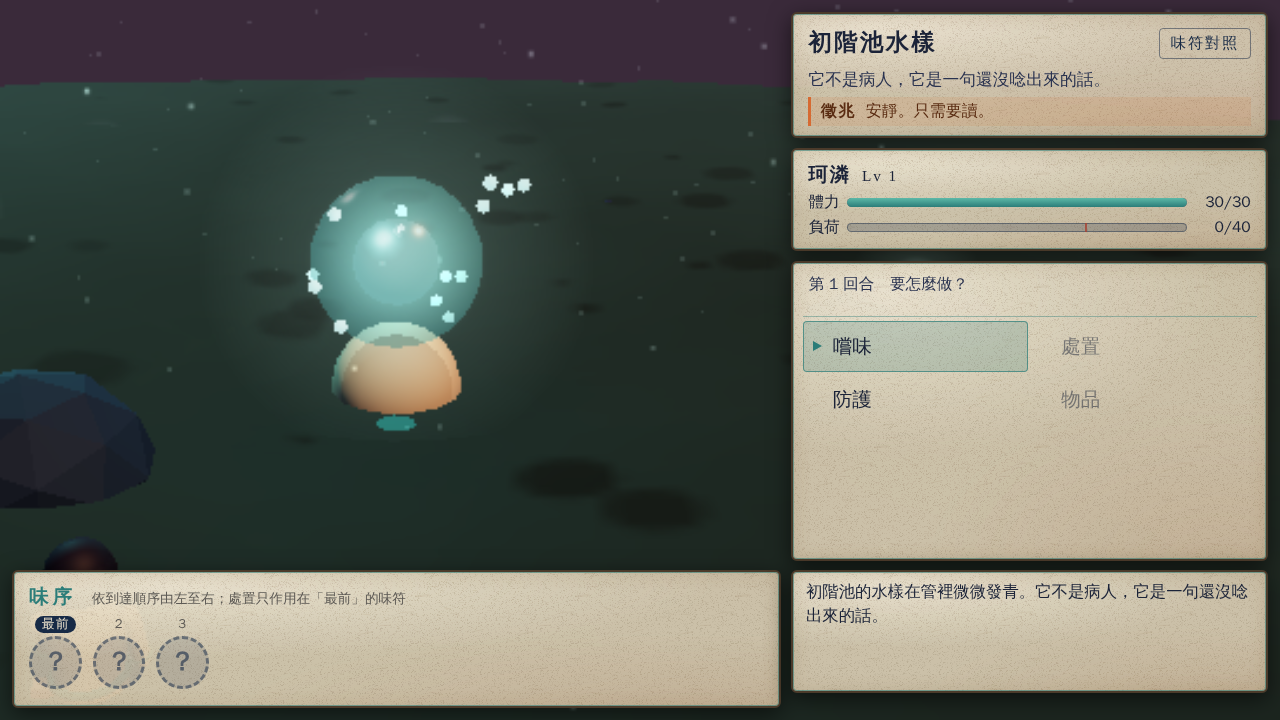 初階池水樣
味符對照
它不是病人，它是一句還沒唸出來的話。
徵兆 安靜。只需要讀。
珂潾 Lv 1
體力 30/30
負荷 0/40
第 1 回合 要怎麼做？
嚐味 處置
防護 物品
味序 依到達順序由左至右；處置只作用在「最前」的味符
最前 2 3
? ? ?
初階池的水樣在管裡微微發青。它不是病人，它是一句還沒唸
出來的話。